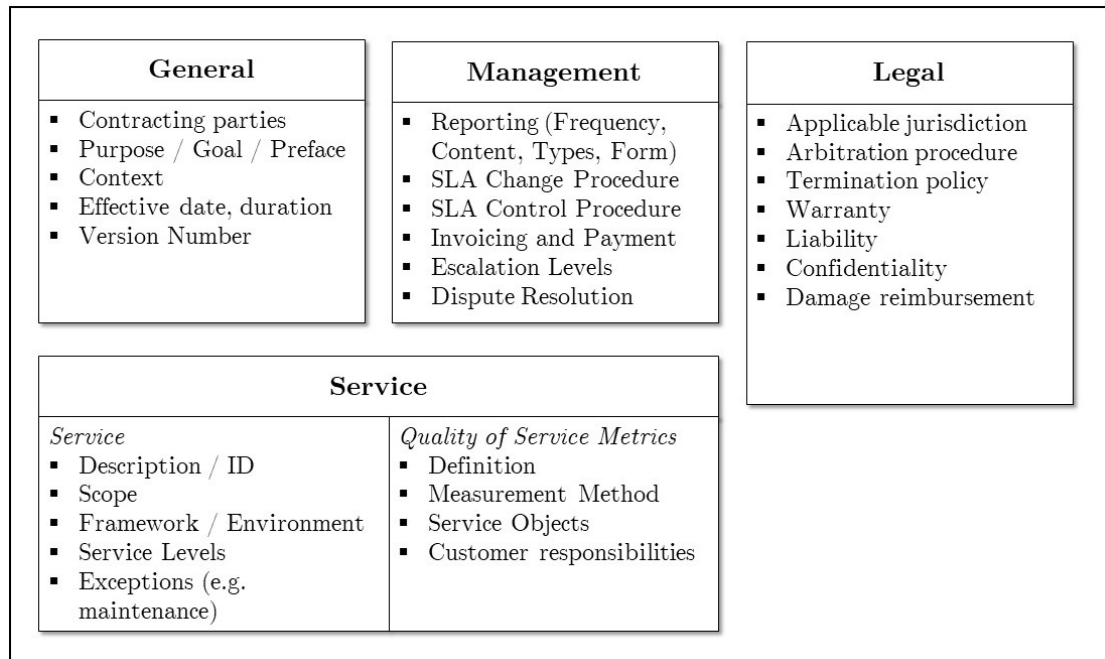 General
▪ Contracting parties
▪ Purpose / Goal / Preface
▪ Context
▪ Effective date, duration
▪ Version Number
Management
▪ Reporting (Frequency,
Content, Types, Form)
▪ SLA Change Procedure
▪ SLA Control Procedure
▪ Invoicing and Payment
▪ Escalation Levels
▪ Dispute Resolution
Legal
▪ Applicable jurisdiction
▪ Arbitration procedure
▪ Termination policy
▪ Warranty
▪ Liability
▪ Confidentiality
▪ Damage reimbursement
Service
Service
▪ Description / ID
▪ Scope
▪ Framework / Environment
▪ Service Levels
▪ Exceptions (e.g.
maintenance)
Quality of Service Metrics
▪ Definition
▪ Measurement Method
▪ Service Objects
▪ Customer responsibilities